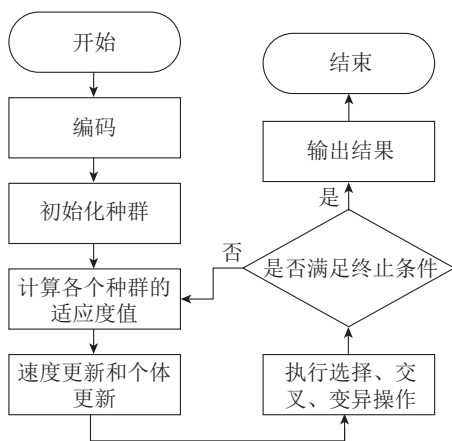 开始
编码
初始化种群
计算各个种群的
适应度值
速度更新和个体
更新
执行选择、交
叉、变异操作
是否满足终止条件
否
是
输出结果
结束